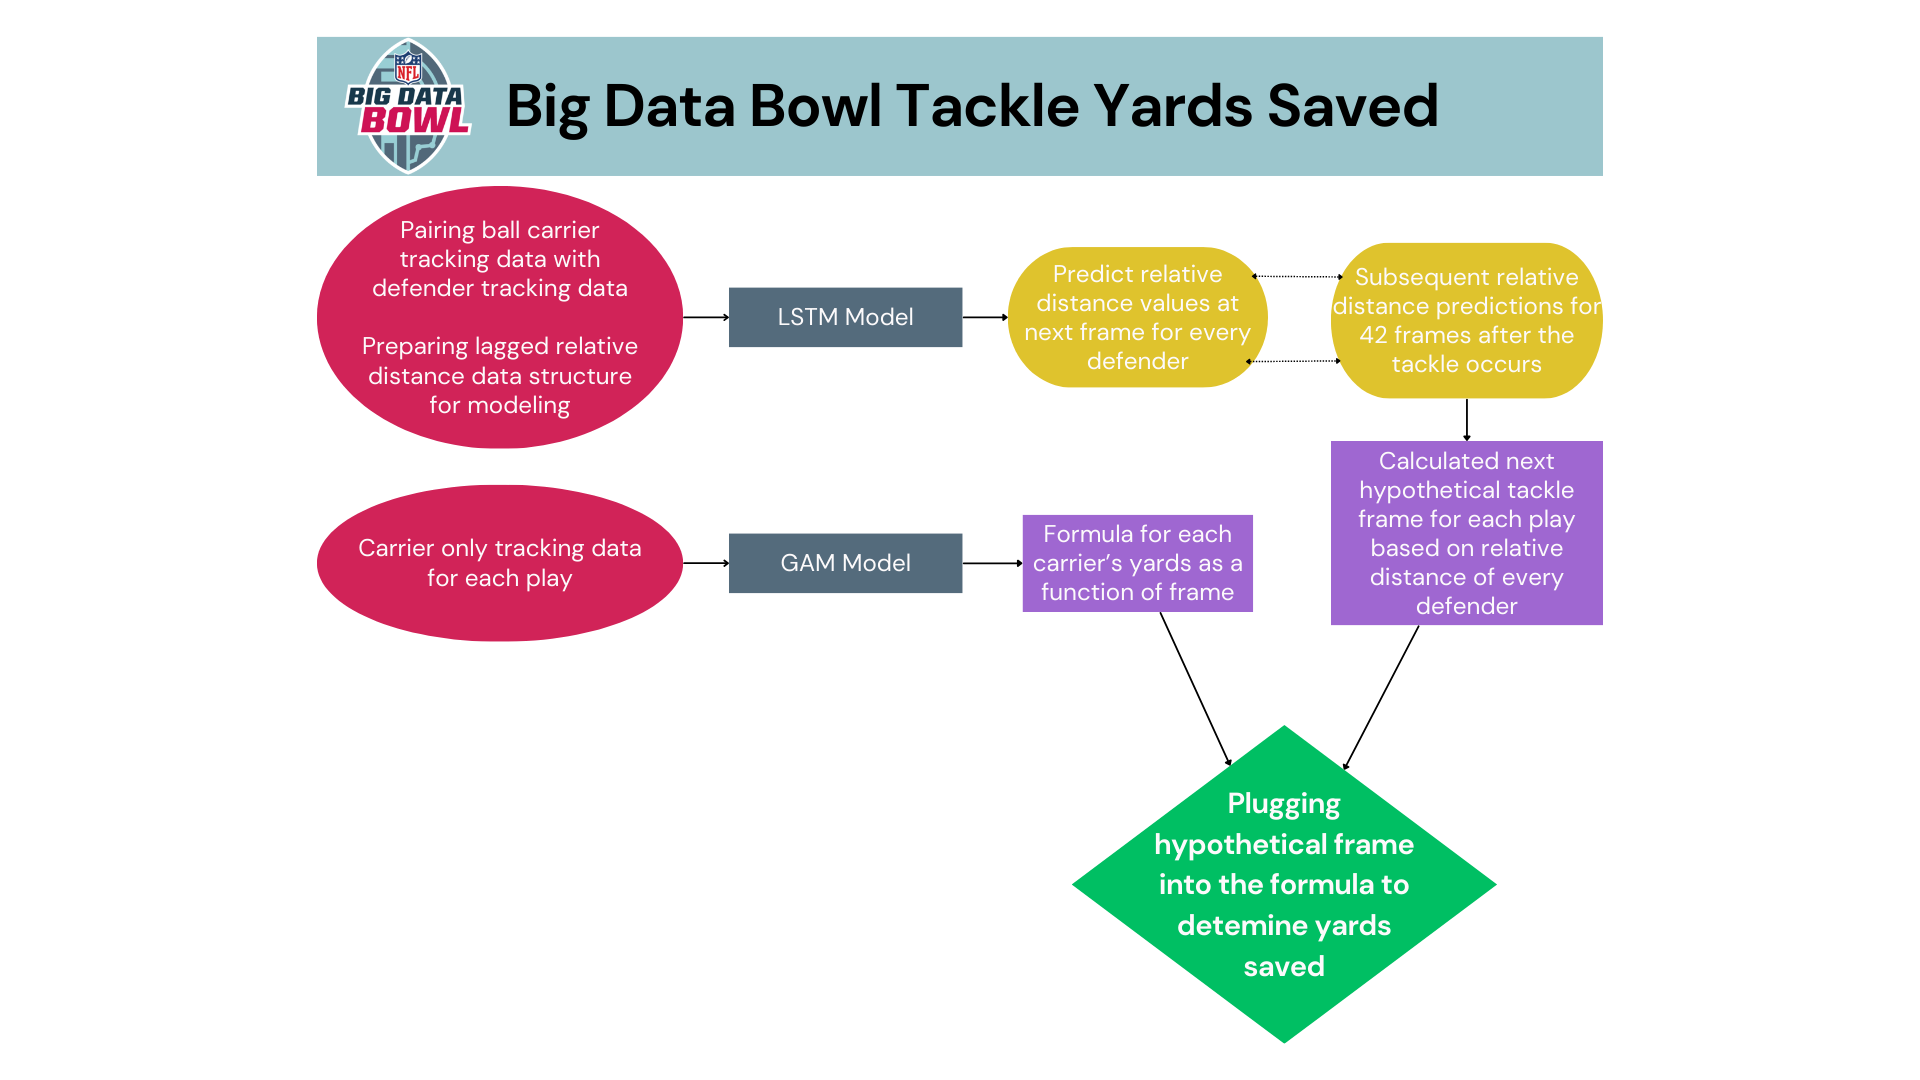 NFL
BIG DATA
BOWL
Big Data Bowl Tackle Yards Saved
Pairing ball carrier
tracking data with
defender tracking data
Preparing lagged relative
distance data structure
for modeling
LSTM Model
Predict relative
distance values at
next frame for every
defender
Subsequent relative
distance predictions for
42 frames after the
tackle occurs
Carrier only tracking data
for each play
GAM Model
Formula for each
carrier’s yards as a
function of frame
Calculated next
hypothetical tackle
frame for each play
based on relative
distance of every
defender
Plugging
hypothetical frame
into the formula to
detemine yards
saved